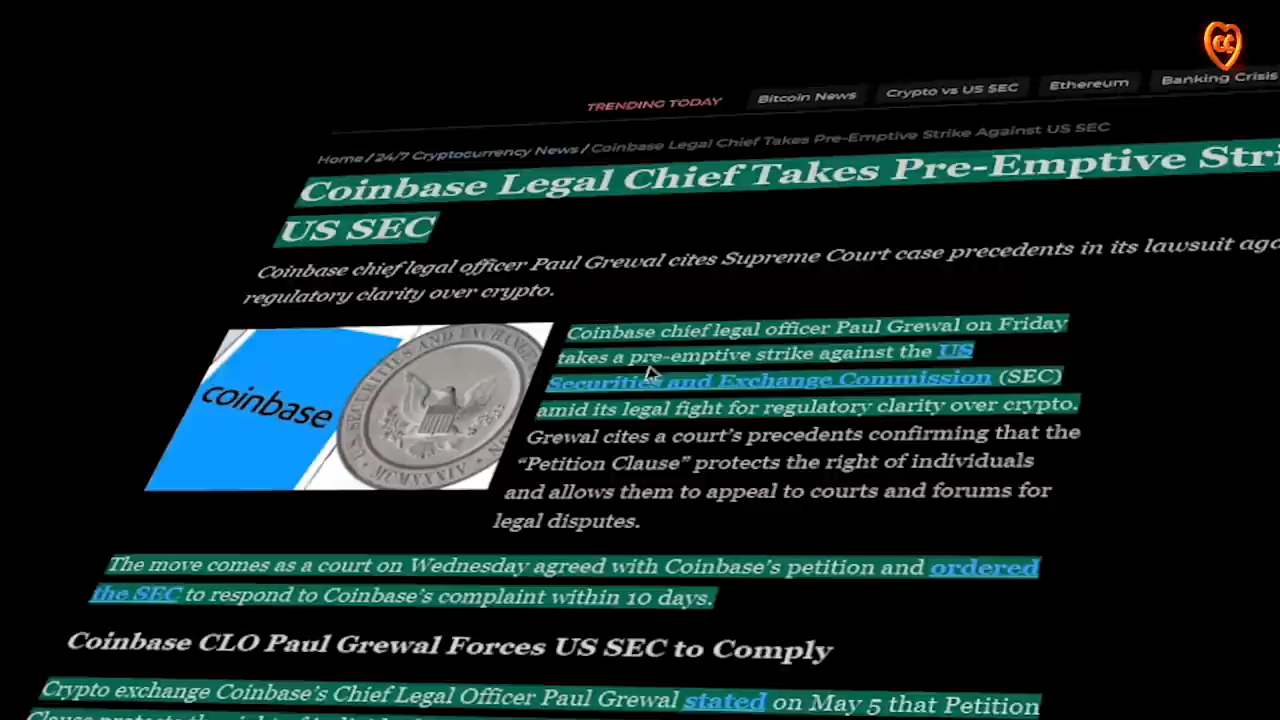 TRENDING TODAY Bitcoin News Crypto vs US SEC Ethereum Banking Crisis
Home / 24/7 Cryptocurrency News / Coinbase Legal Chief Takes Pre-Emptive Strike Against US SEC
Coinbase Legal Chief Takes Pre-Emptive
US SEC
Coinbase chief legal officer Paul Grewal cites Supreme Court case precedents in its lawsuit
regulatory clarity over crypto.
coinbase
SECURITIES AND EXCHANGE
MCMXXXIV
Coinbase chief legal officer Paul Grewal on Friday
takes a pre-emptive strike against the US
Securities and Exchange Commission (SEC)
amid its legal fight for regulatory clarity over crypto.
Grewal cites a court's precedents confirming that the
“Petition Clause” protects the right of individuals
and allows them to appeal to courts and forums for
legal disputes.
The move comes as a court on Wednesday agreed with Coinbase's petition and ordered
the SEC to respond to Coinbase's complaint within 10 days.
Coinbase CLO Paul Grewal Forces US SEC to Comply
Crypto exchange Coinbase's Chief Legal Officer Paul Grewal stated on May 5 that Petition